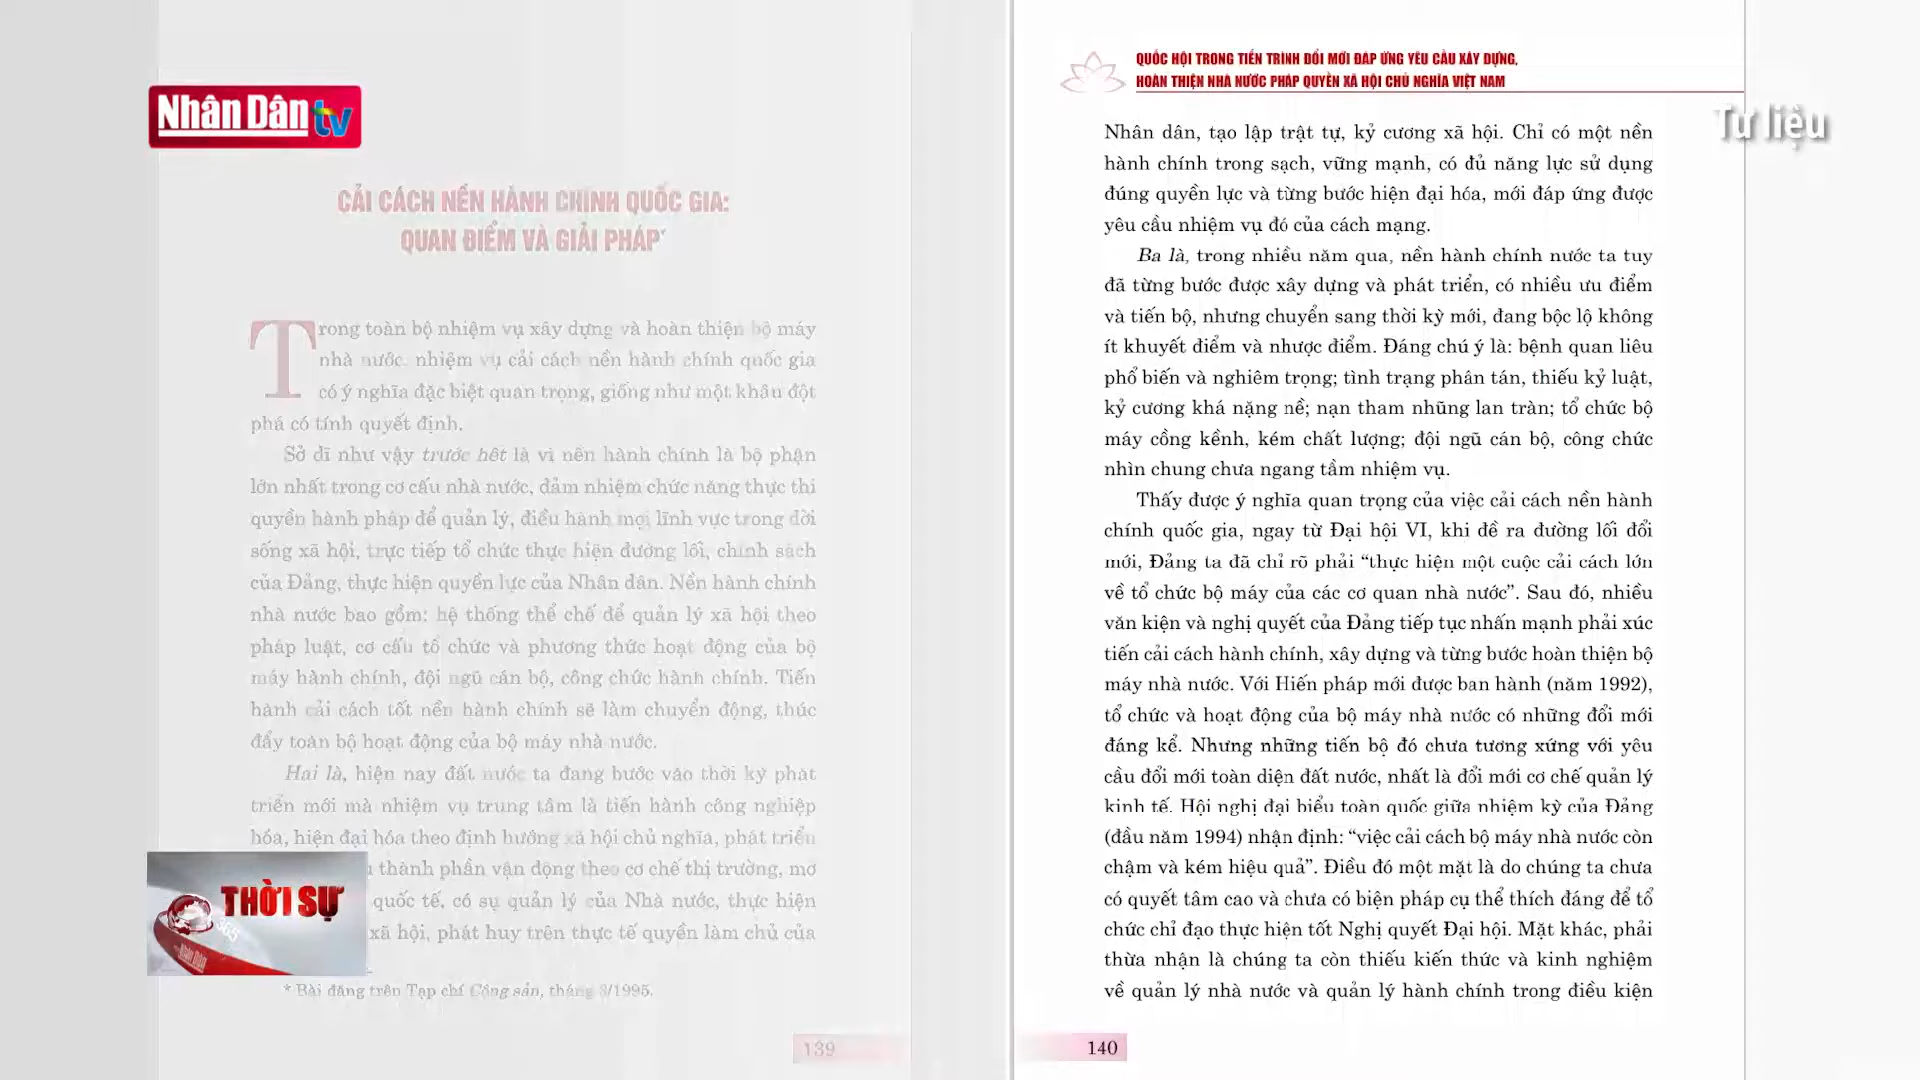 Nhân Dân tv
CẢI CÁCH NỀN HÀNH CHÍNH QUỐC GIA:
QUAN ĐIỂM VÀ GIẢI PHÁP*
Trong toàn bộ nhiệm vụ xây dựng và hoàn thiện bộ máy
nhà nước, nhiệm vụ cải cách nền hành chính quốc gia
có ý nghĩa đặc biệt quan trọng, giống như một khâu đột
phá có tính quyết định.
Sở dĩ như vậy trước hết là vì nền hành chính là bộ phận
lớn nhất trong cơ cấu nhà nước, đảm nhiệm chức năng thực thi
quyền hành pháp để quản lý, điều hành mọi lĩnh vực trong đời
sống xã hội, trực tiếp tổ chức thực hiện đường lối, chính sách
của Đảng, thực hiện quyền lực của Nhân dân. Nền hành chính
nhà nước bao gồm: hệ thống thể chế để quản lý xã hội theo
pháp luật, cơ cấu tổ chức và phương thức hoạt động của bộ
máy hành chính, đội ngũ cán bộ, công chức hành chính. Tiến
hành cải cách tốt nền hành chính sẽ làm chuyển động, thúc
đẩy toàn bộ hoạt động của bộ máy nhà nước.
Hai là, hiện nay đất nước ta đang bước vào thời kỳ phát
triển mới mà nhiệm vụ trung tâm là tiến hành công nghiệp
hóa, hiện đại hóa theo định hướng xã hội chủ nghĩa, phát triển
thành phần vận động theo cơ chế thị trường, mở
quốc tế, có sự quản lý của Nhà nước, thực hiện
xã hội, phát huy trên thực tế quyền làm chủ của
* Bài đăng trên Tạp chí Cộng sản, tháng 8/1995.
139
THỜI SỰ
365
NHÂN DÂN
QUỐC HỘI TRONG TIẾN TRÌNH ĐỔI MỚI ĐÁP ỨNG YÊU CẦU XÂY DỰNG,
HOÀN THIỆN NHÀ NƯỚC PHÁP QUYỀN XÃ HỘI CHỦ NGHĨA VIỆT NAM
Tư liệu
Nhân dân, tạo lập trật tự, kỷ cương xã hội. Chỉ có một nền
hành chính trong sạch, vững mạnh, có đủ năng lực sử dụng
đúng quyền lực và từng bước hiện đại hóa, mới đáp ứng được
yêu cầu nhiệm vụ đó của cách mạng.
Ba là, trong nhiều năm qua, nền hành chính nước ta tuy
đã từng bước được xây dựng và phát triển, có nhiều ưu điểm
và tiến bộ, nhưng chuyển sang thời kỳ mới, đang bộc lộ không
ít khuyết điểm và nhược điểm. Đáng chú ý là: bệnh quan liêu
phổ biến và nghiêm trọng; tình trạng phân tán, thiếu kỷ luật,
kỷ cương khá nặng nề; nạn tham nhũng lan tràn; tổ chức bộ
máy cồng kềnh, kém chất lượng; đội ngũ cán bộ, công chức
nhìn chung chưa ngang tầm nhiệm vụ.
Thấy được ý nghĩa quan trọng của việc cải cách nền hành
chính quốc gia, ngay từ Đại hội VI, khi đề ra đường lối đổi
mới, Đảng ta đã chỉ rõ phải “thực hiện một cuộc cải cách lớn
về tổ chức bộ máy của các cơ quan nhà nước”. Sau đó, nhiều
văn kiện và nghị quyết của Đảng tiếp tục nhấn mạnh phải xúc
tiến cải cách hành chính, xây dựng và từng bước hoàn thiện bộ
máy nhà nước. Với Hiến pháp mới được ban hành (năm 1992),
tổ chức và hoạt động của bộ máy nhà nước có những đổi mới
đáng kể. Nhưng những tiến bộ đó chưa tương xứng với yêu
cầu đổi mới toàn diện đất nước, nhất là đổi mới cơ chế quản lý
kinh tế. Hội nghị đại biểu toàn quốc giữa nhiệm kỳ của Đảng
(đầu năm 1994) nhận định: “việc cải cách bộ máy nhà nước còn
chậm và kém hiệu quả”. Điều đó một mặt là do chúng ta chưa
có quyết tâm cao và chưa có biện pháp cụ thể thích đáng để tổ
chức chỉ đạo thực hiện tốt Nghị quyết Đại hội. Mặt khác, phải
thừa nhận là chúng ta còn thiếu kiến thức và kinh nghiệm
về quản lý nhà nước và quản lý hành chính trong điều kiện
140